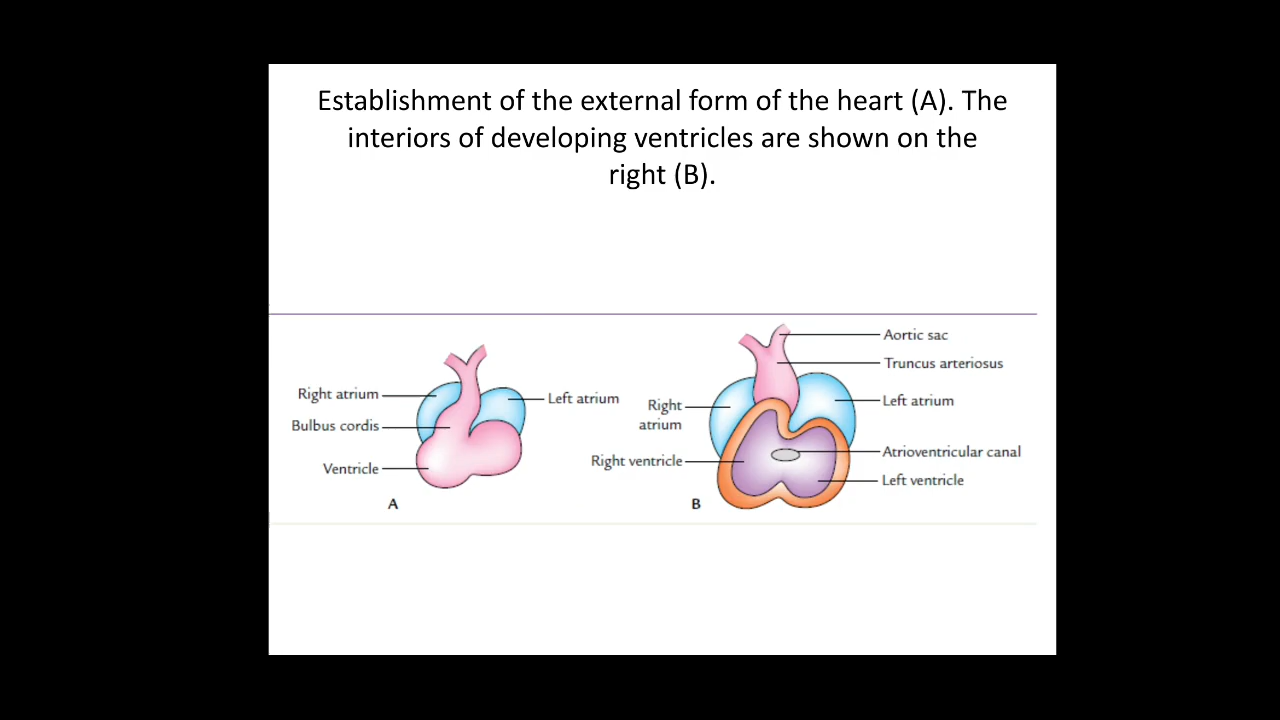 Establishment of the external form of the heart (A). The
interiors of developing ventricles are shown on the
right (B).
Right atrium
Bulbus cordis
Ventricle
Left atrium
A
Aortic sac
Truncus arteriosus
Right
atrium
Left atrium
Right ventricle
Atrioventricular canal
Left ventricle
B